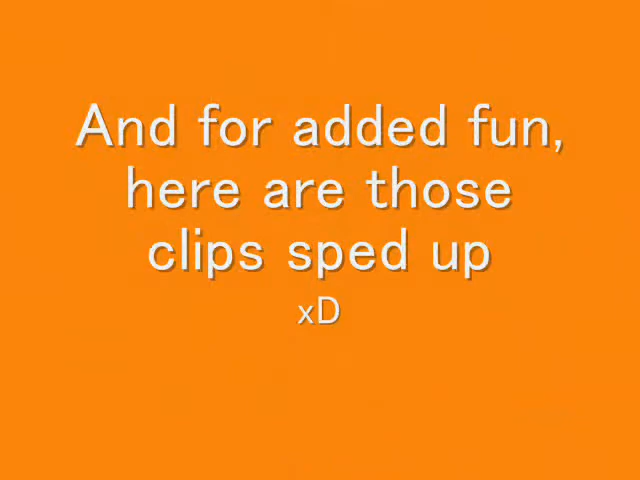 And for added fun,
here are those
clips sped up
xD